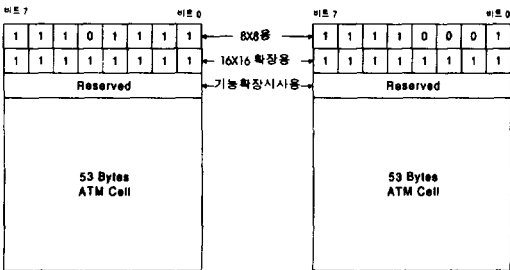 비트 7 비트 0 비트 7 비트 0
1 1 1 0 1 1 1 1 8X8용 1 1 1 1 0 0 0 1
1 1 1 1 1 1 1 1 16X16 확장용 1 1 1 1 1 1 1 1
Reserved 기능확장시사용 Reserved
53 Bytes 53 Bytes
ATM Cell ATM Cell